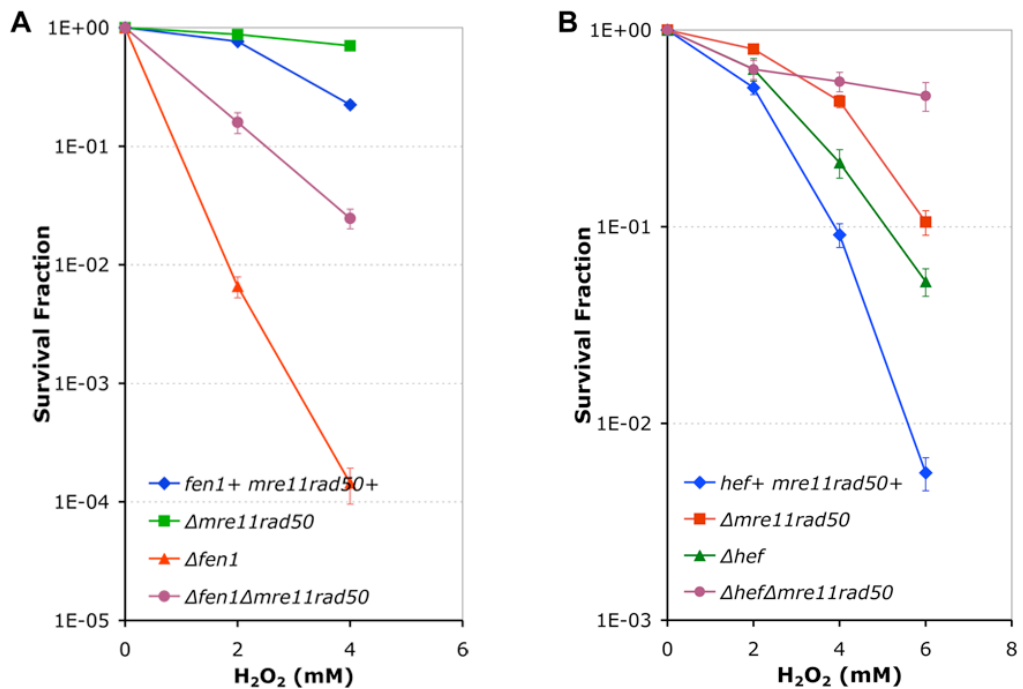 A
1E+00
1E-01
1E-02
1E-03
1E-04
1E-05
Survival Fraction
fen1+ mre11rad50+
Δmre11rad50
Δfen1
Δfen1Δmre11rad50
0
2
4
6
H₂O₂ (mM)
B
1E+00
1E-01
1E-02
1E-03
Survival Fraction
hef+ mre11rad50+
Δmre11rad50
Δhef
ΔhefΔmre11rad50
0
2
4
6
8
H₂O₂ (mM)